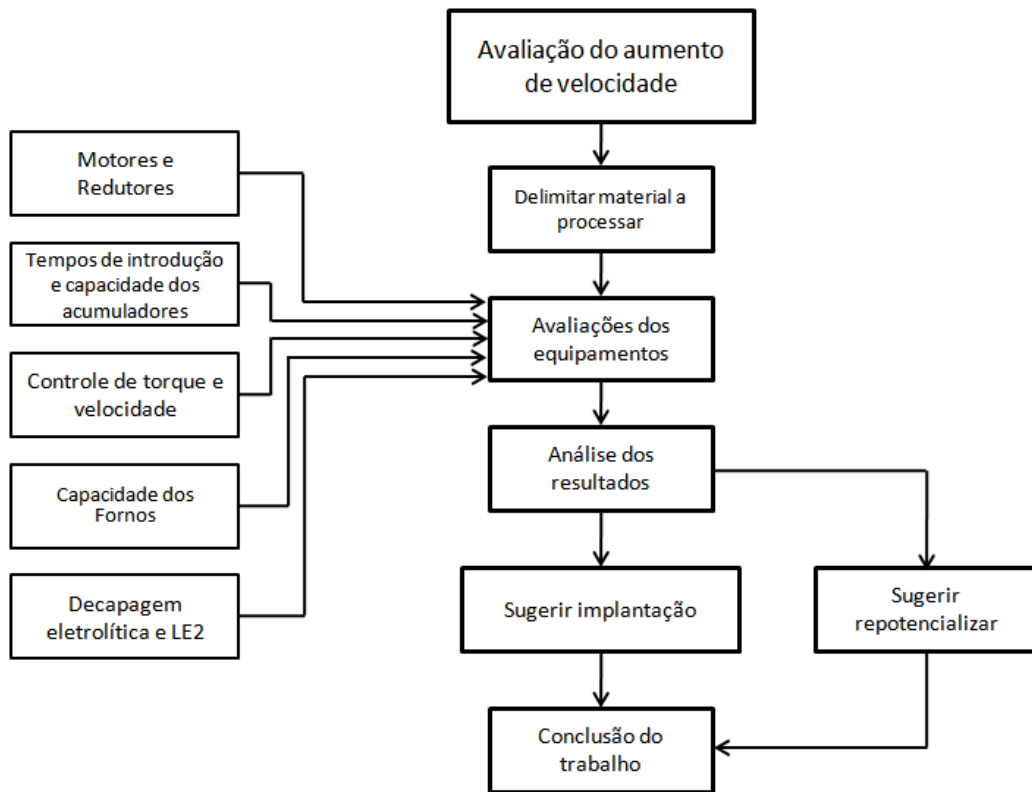 Avaliação do aumento
de velocidade
Motores e
Redutores
Delimitar material a
processar
Tempos de introdução
e capacidade dos
acumuladores
Avaliações dos
equipamentos
Controle de torque e
velocidade
Análise dos
resultados
Capacidade dos
Fornos
Decapagem
eletrolítica e LE2
Sugerir implantação
Sugerir
repotencializar
Conclusão do
trabalho